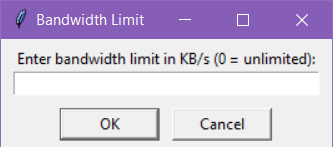 Bandwidth Limit
Enter bandwidth limit in KB/s (0 = unlimited):
OK Cancel